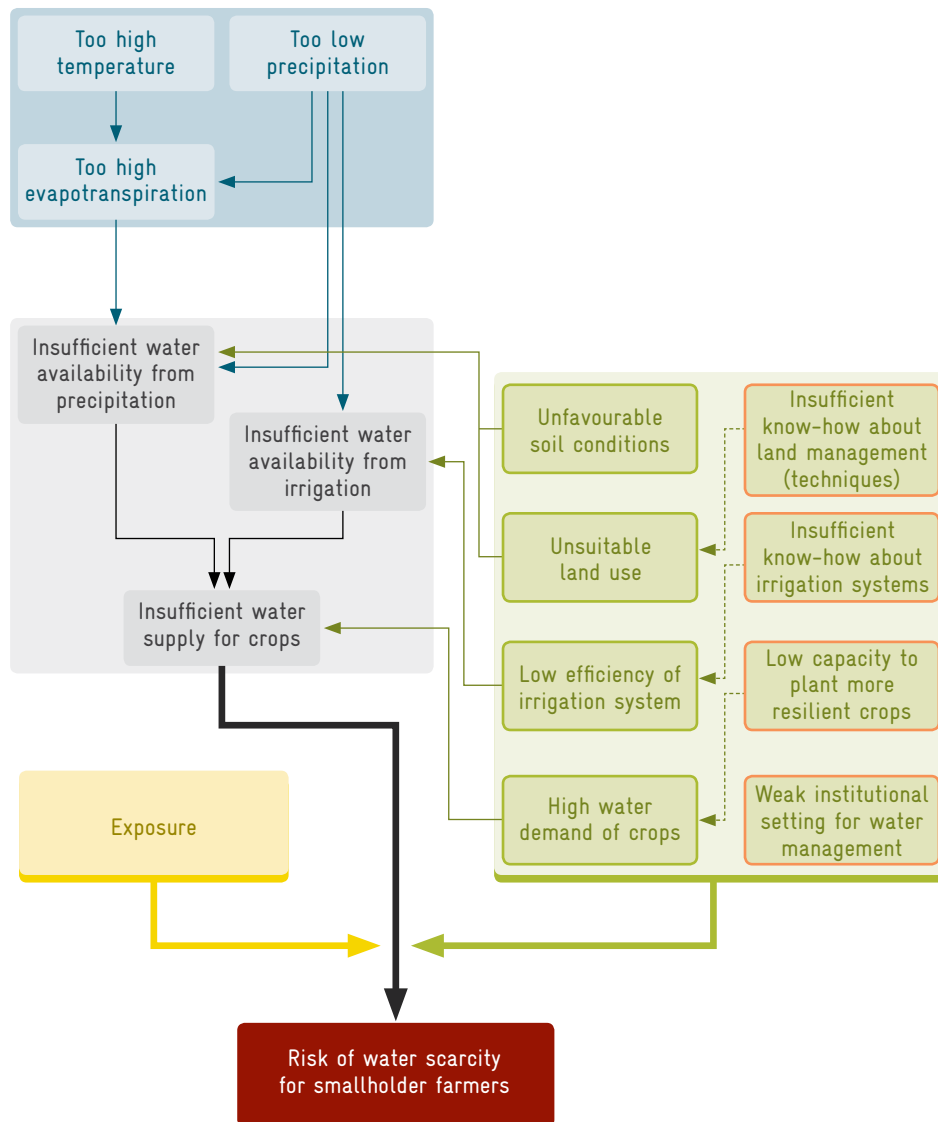 Too high
temperature
Too low
precipitation
Too high
evapotranspiration
Insufficient water
availability from
precipitation
Insufficient water
availability from
irrigation
Insufficient water
supply for crops
Unfavourable
soil conditions
Insufficient
know-how about
land management
(techniques)
Unsuitable
land use
Insufficient
know-how about
irrigation systems
Low efficiency of
irrigation system
Low capacity to
plant more
resilient crops
High water
demand of crops
Weak institutional
setting for water
management
Exposure
Risk of water scarcity
for smallholder farmers